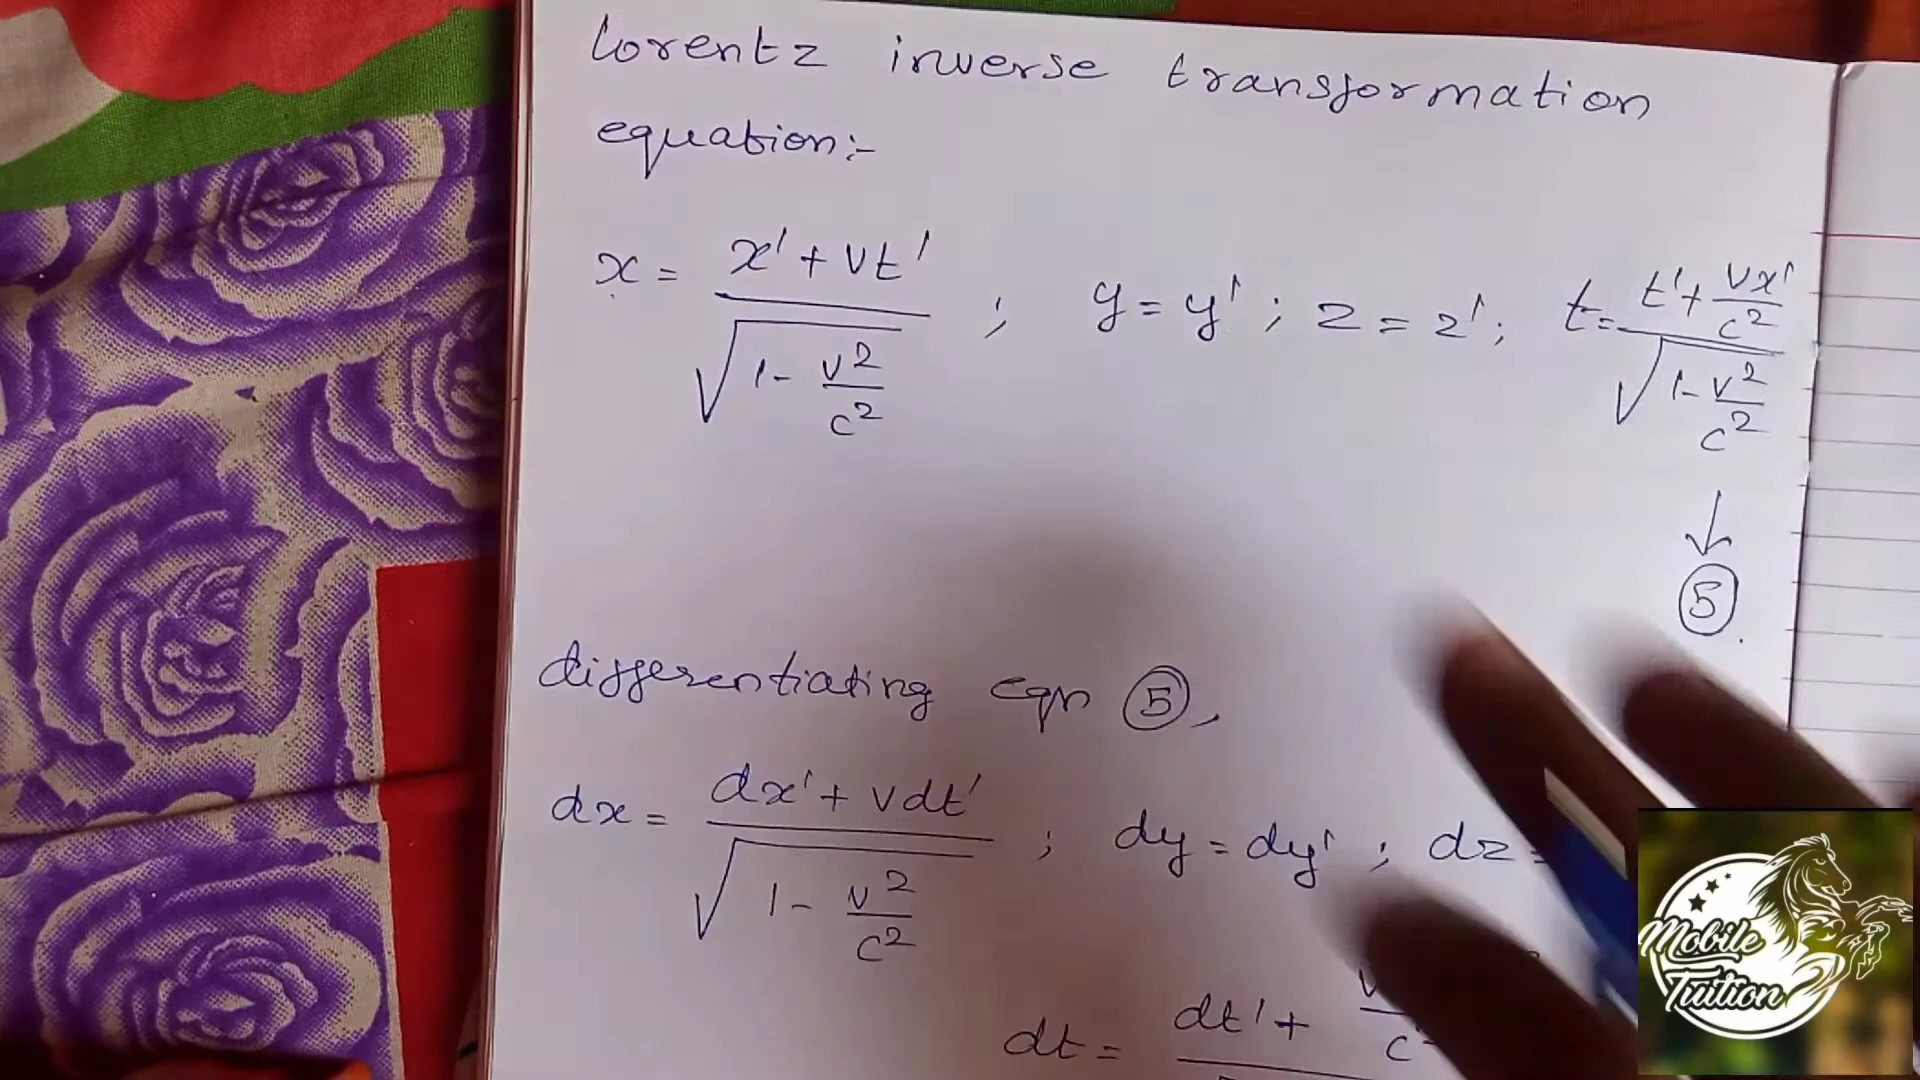 Lorentz inverse transformation
equation:-
x = x' + vt' / √(1 - v²/c²) ; y = y' ; z = z' ; t = t' + vx'/c² / √(1 - v²/c²)
↓
⑤.
differentiating eqn ⑤,
dx = dx' + vdt' / √(1 - v²/c²) ; dy = dy' ; dz =
dt = dt' +
Mobile
Tuition